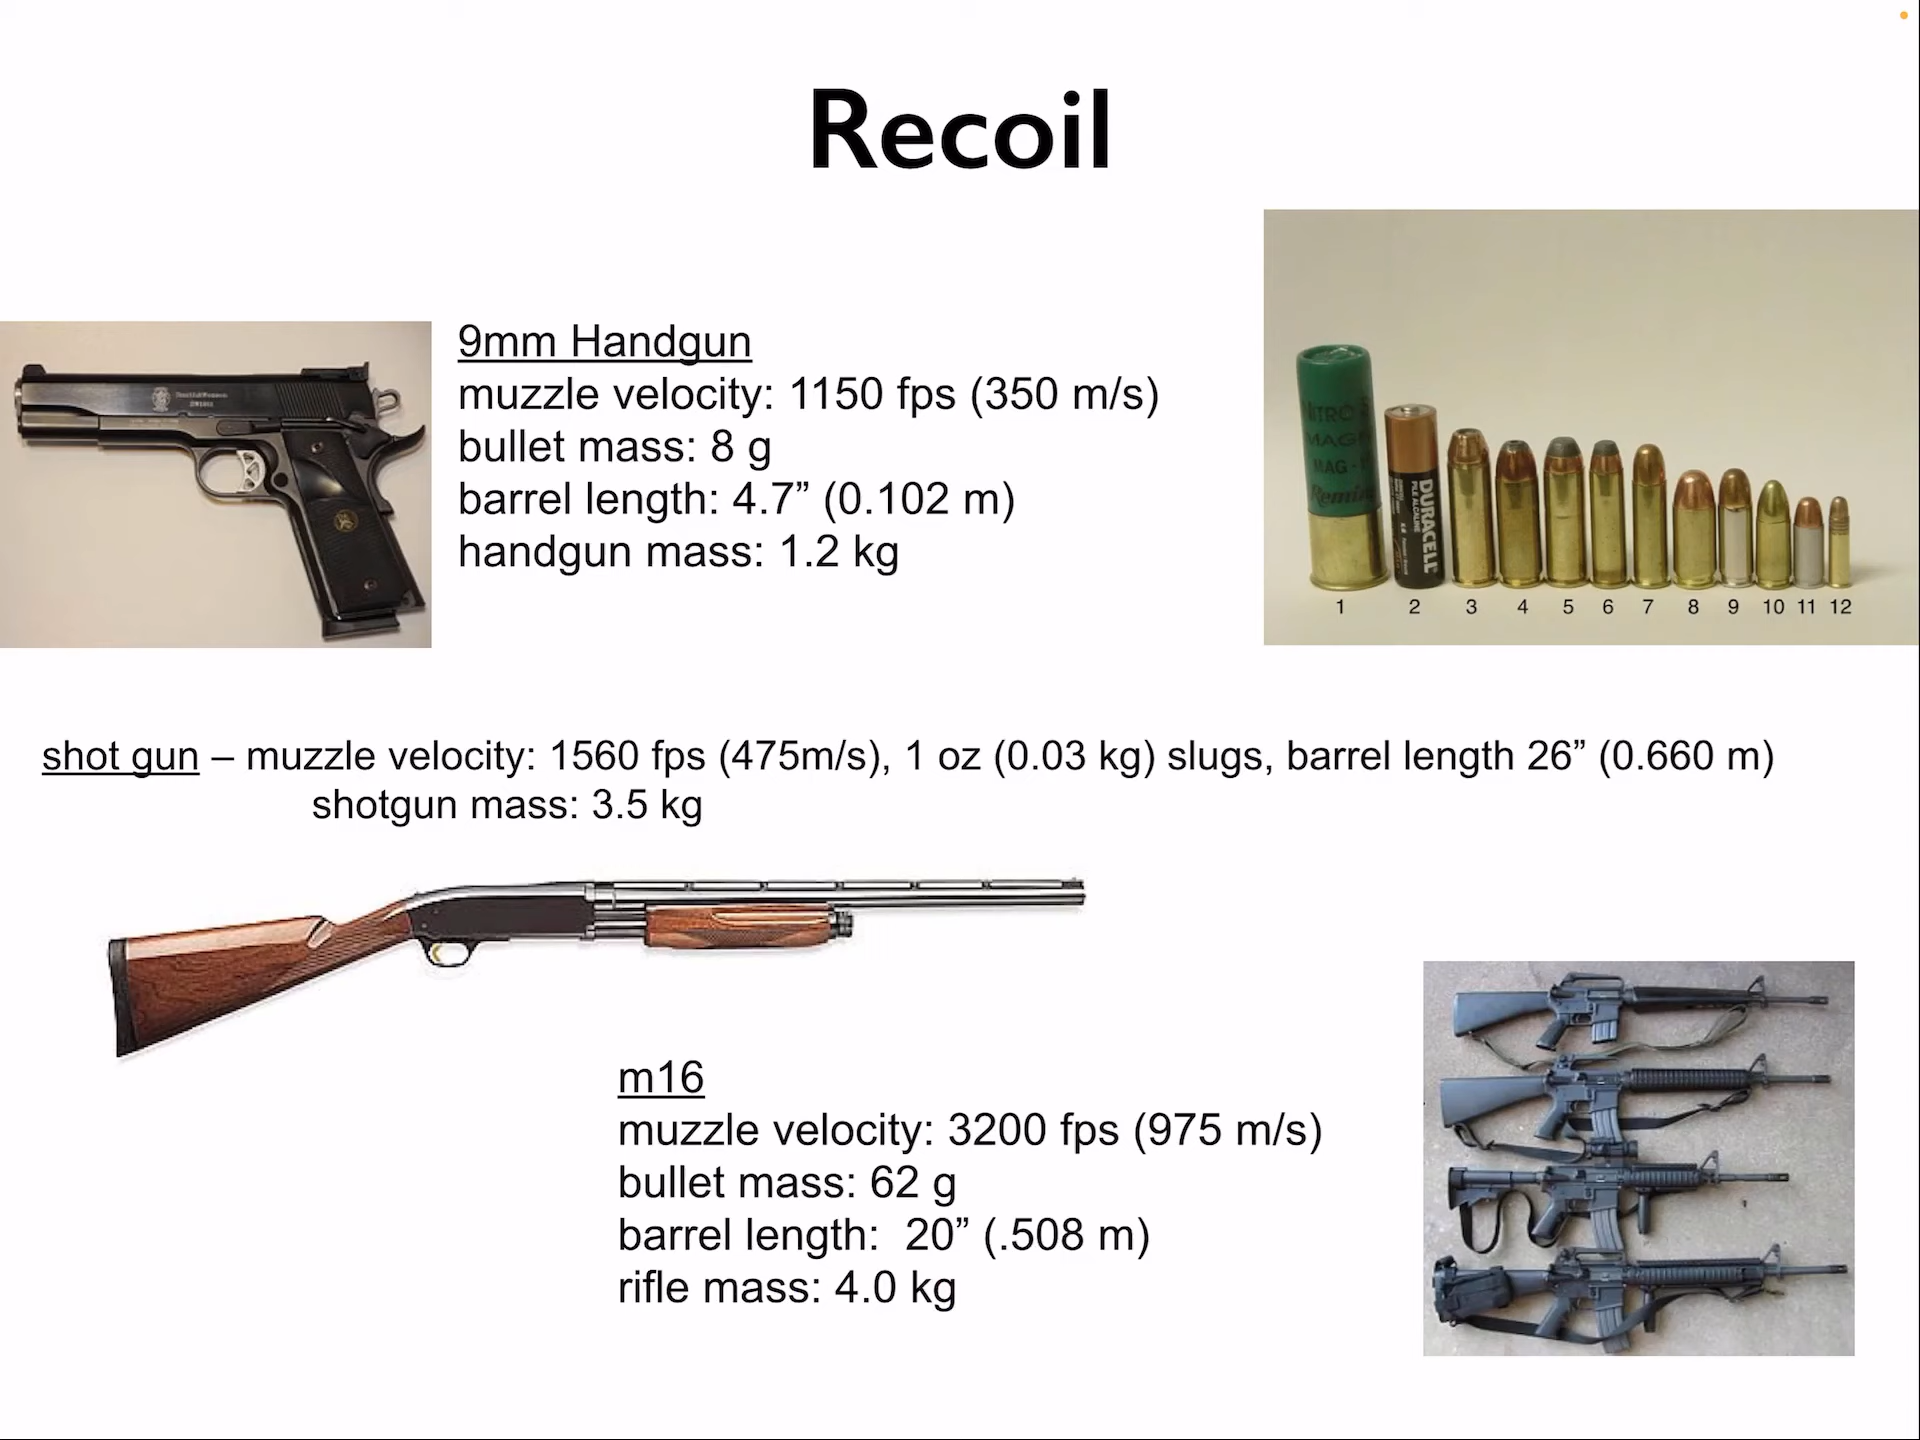 Recoil
9mm Handgun
muzzle velocity: 1150 fps (350 m/s)
bullet mass: 8 g
barrel length: 4.7” (0.102 m)
handgun mass: 1.2 kg
NITRO
MAG
MAG
DURACELL
1 2 3 4 5 6 7 8 9 10 11 12
shot gun – muzzle velocity: 1560 fps (475m/s), 1 oz (0.03 kg) slugs, barrel length 26” (0.660 m)
shotgun mass: 3.5 kg
m16
muzzle velocity: 3200 fps (975 m/s)
bullet mass: 62 g
barrel length:  20” (.508 m)
rifle mass: 4.0 kg